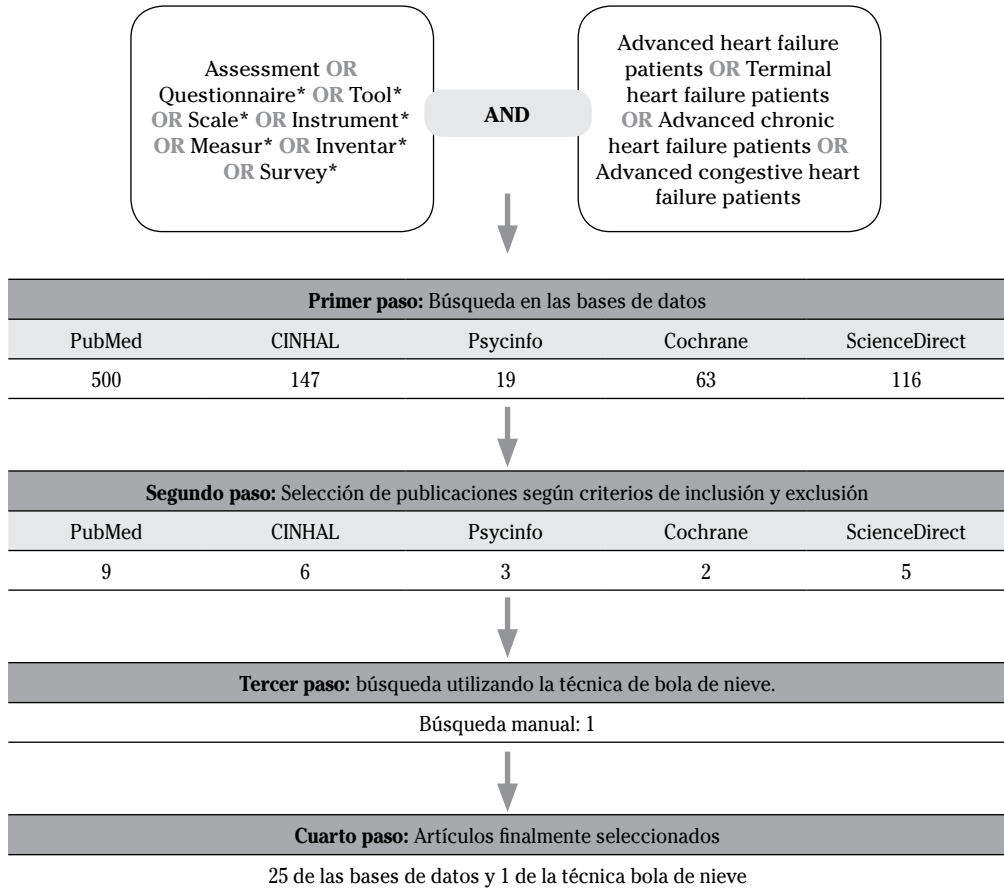 Assessment OR
Questionnaire* OR Tool*
OR Scale* OR Instrument*
OR Measur* OR Inventar*
OR Survey*
AND
Advanced heart failure
patients OR Terminal
heart failure patients
OR Advanced chronic
heart failure patients OR
Advanced congestive heart
failure patients
Primer paso: Búsqueda en las bases de datos
PubMed CINHAL Psycinfo Cochrane ScienceDirect
500 147 19 63 116
Segundo paso: Selección de publicaciones según criterios de inclusión y exclusión
PubMed CINHAL Psycinfo Cochrane ScienceDirect
9 6 3 2 5
Tercer paso: búsqueda utilizando la técnica de bola de nieve.
Búsqueda manual: 1
Cuarto paso: Artículos finalmente seleccionados
25 de las bases de datos y 1 de la técnica bola de nieve